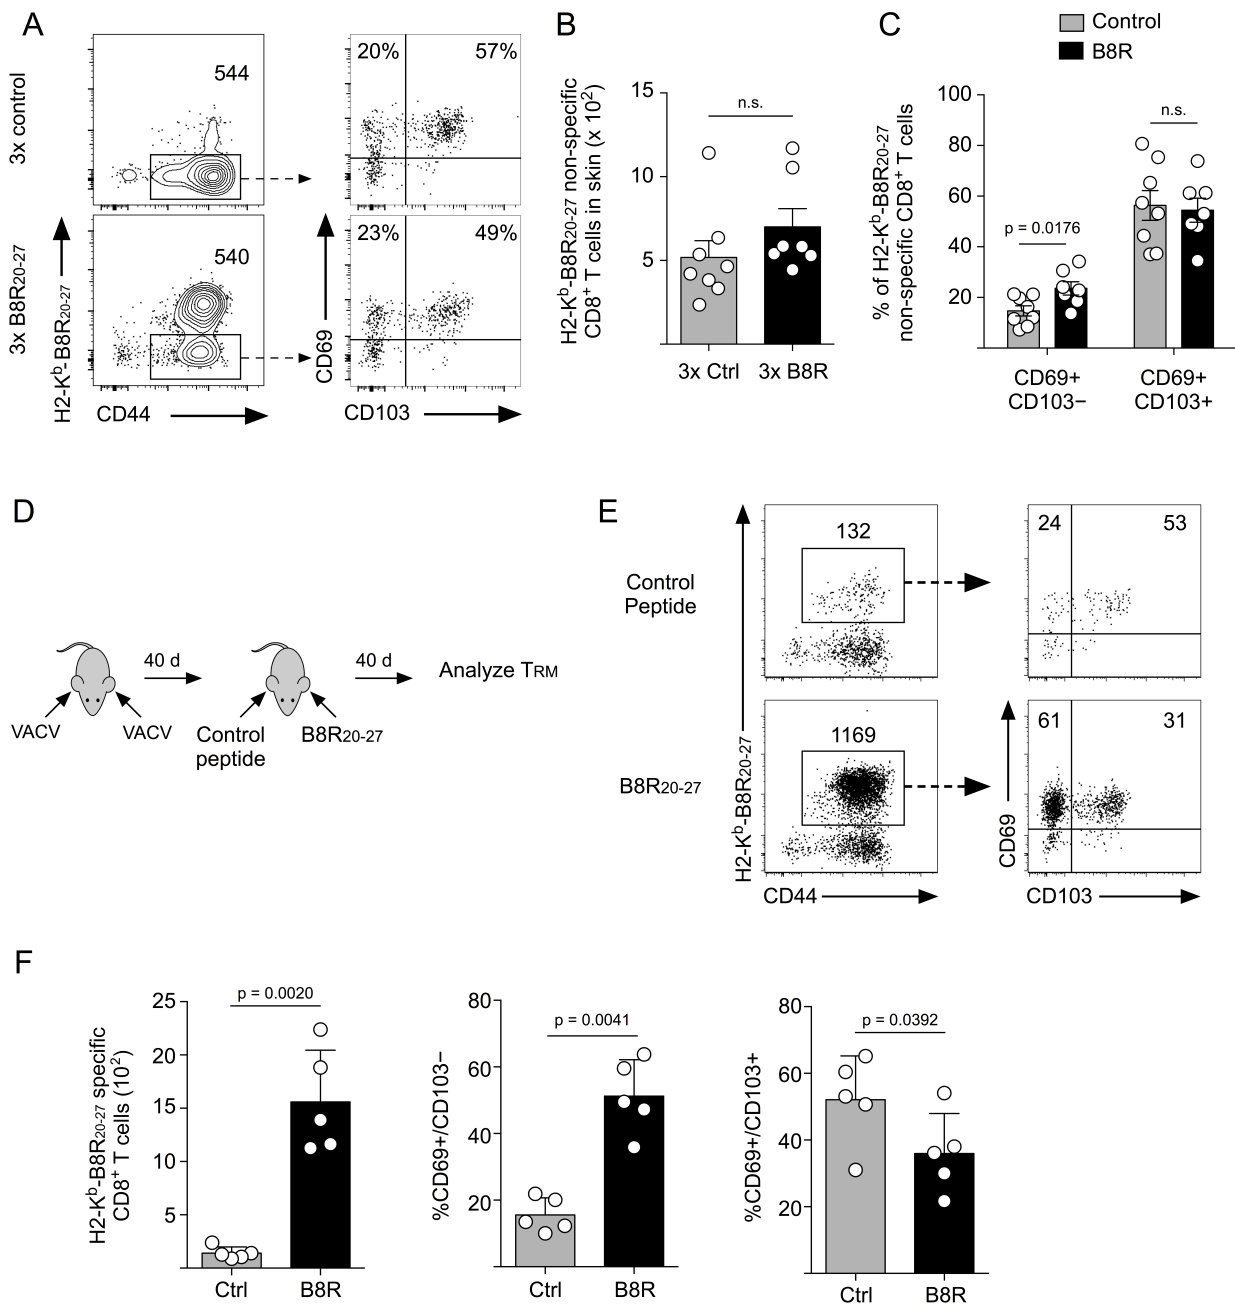 A
3x control
544
20%
57%
3x B8R20-27
540
23%
49%
H2-Kb-B8R20-27
CD69
CD44
CD103
B
H2-Kb-B8R20-27 non-specific
CD8+ T cells in skin (x 102)
15
10
5
n.s.
3x Ctrl
3x B8R
C
Control
B8R
% of H2-Kb-B8R20-27
non-specific CD8+ T cells
100
80
60
40
20
p = 0.0176
n.s.
CD69+
CD103−
CD69+
CD103+
D
40 d
40 d
Analyze TRM
VACV
VACV
Control
peptide
B8R20-27
E
Control
Peptide
132
24
53
B8R20-27
1169
61
31
H2-Kb-B8R20-27
CD69
CD44
CD103
F
H2-Kb-B8R20-27 specific
CD8+ T cells (102)
25
20
15
10
5
p = 0.0020
Ctrl
B8R
%CD69+/CD103−
80
60
40
20
p = 0.0041
Ctrl
B8R
%CD69+/CD103+
80
60
40
20
p = 0.0392
Ctrl
B8R